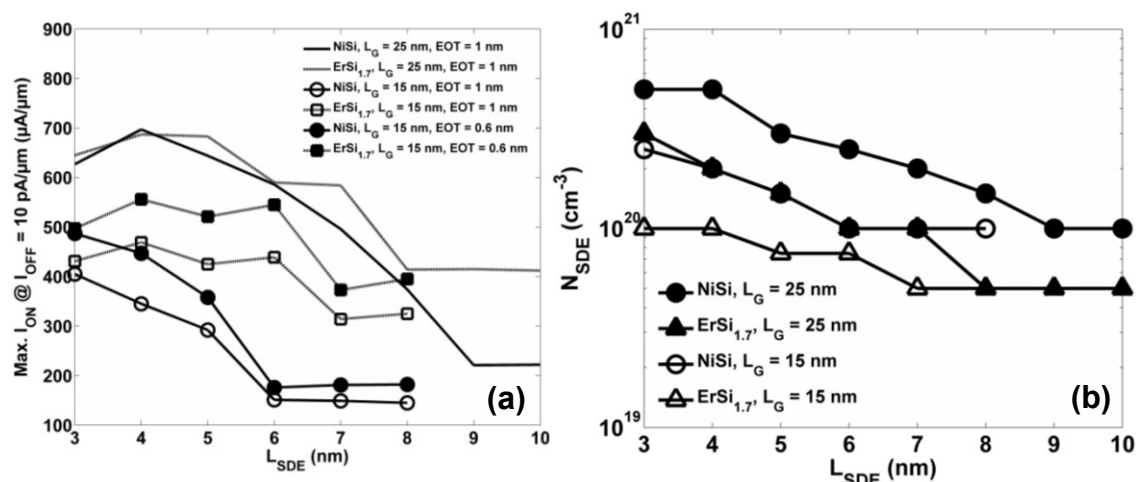 900
800
700
600
500
400
300
200
100
Max. I_ON @ I_OFF = 10 pA/μm (μA/μm)
NiSi, L_G = 25 nm, EOT = 1 nm
ErSi_1.7, L_G = 25 nm, EOT = 1 nm
NiSi, L_G = 15 nm, EOT = 1 nm
ErSi_1.7, L_G = 15 nm, EOT = 1 nm
NiSi, L_G = 15 nm, EOT = 0.6 nm
ErSi_1.7, L_G = 15 nm, EOT = 0.6 nm
(a)
3 4 5 6 7 8 9 10
L_SDE (nm)
10^21
10^20
10^19
N_SDE (cm^-3)
NiSi, L_G = 25 nm
ErSi_1.7, L_G = 25 nm
NiSi, L_G = 15 nm
ErSi_1.7, L_G = 15 nm
(b)
3 4 5 6 7 8 9 10
L_SDE (nm)